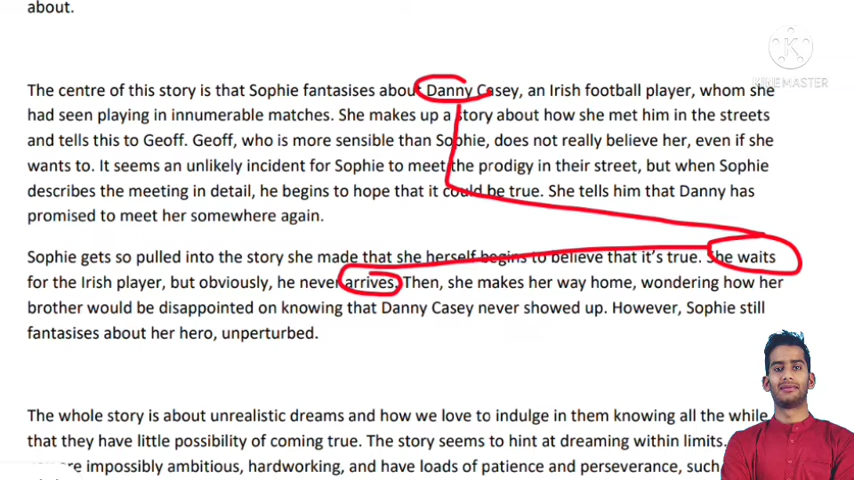 about.
KINEMASTER
The centre of this story is that Sophie fantasises about Danny Casey, an Irish football player, whom she
had seen playing in innumerable matches. She makes up a story about how she met him in the streets
and tells this to Geoff. Geoff, who is more sensible than Sophie, does not really believe her, even if she
wants to. It seems an unlikely incident for Sophie to meet the prodigy in their street, but when Sophie
describes the meeting in detail, he begins to hope that it could be true. She tells him that Danny has
promised to meet her somewhere again.
Sophie gets so pulled into the story she made that she herself begins to believe that it's true. She waits
for the Irish player, but obviously, he never arrives. Then, she makes her way home, wondering how her
brother would be disappointed on knowing that Danny Casey never showed up. However, Sophie still
fantasises about her hero, unperturbed.
The whole story is about unrealistic dreams and how we love to indulge in them knowing all the while
that they have little possibility of coming true. The story seems to hint at dreaming within limits.
impossibly ambitious, hardworking, and have loads of patience and perseverance, such